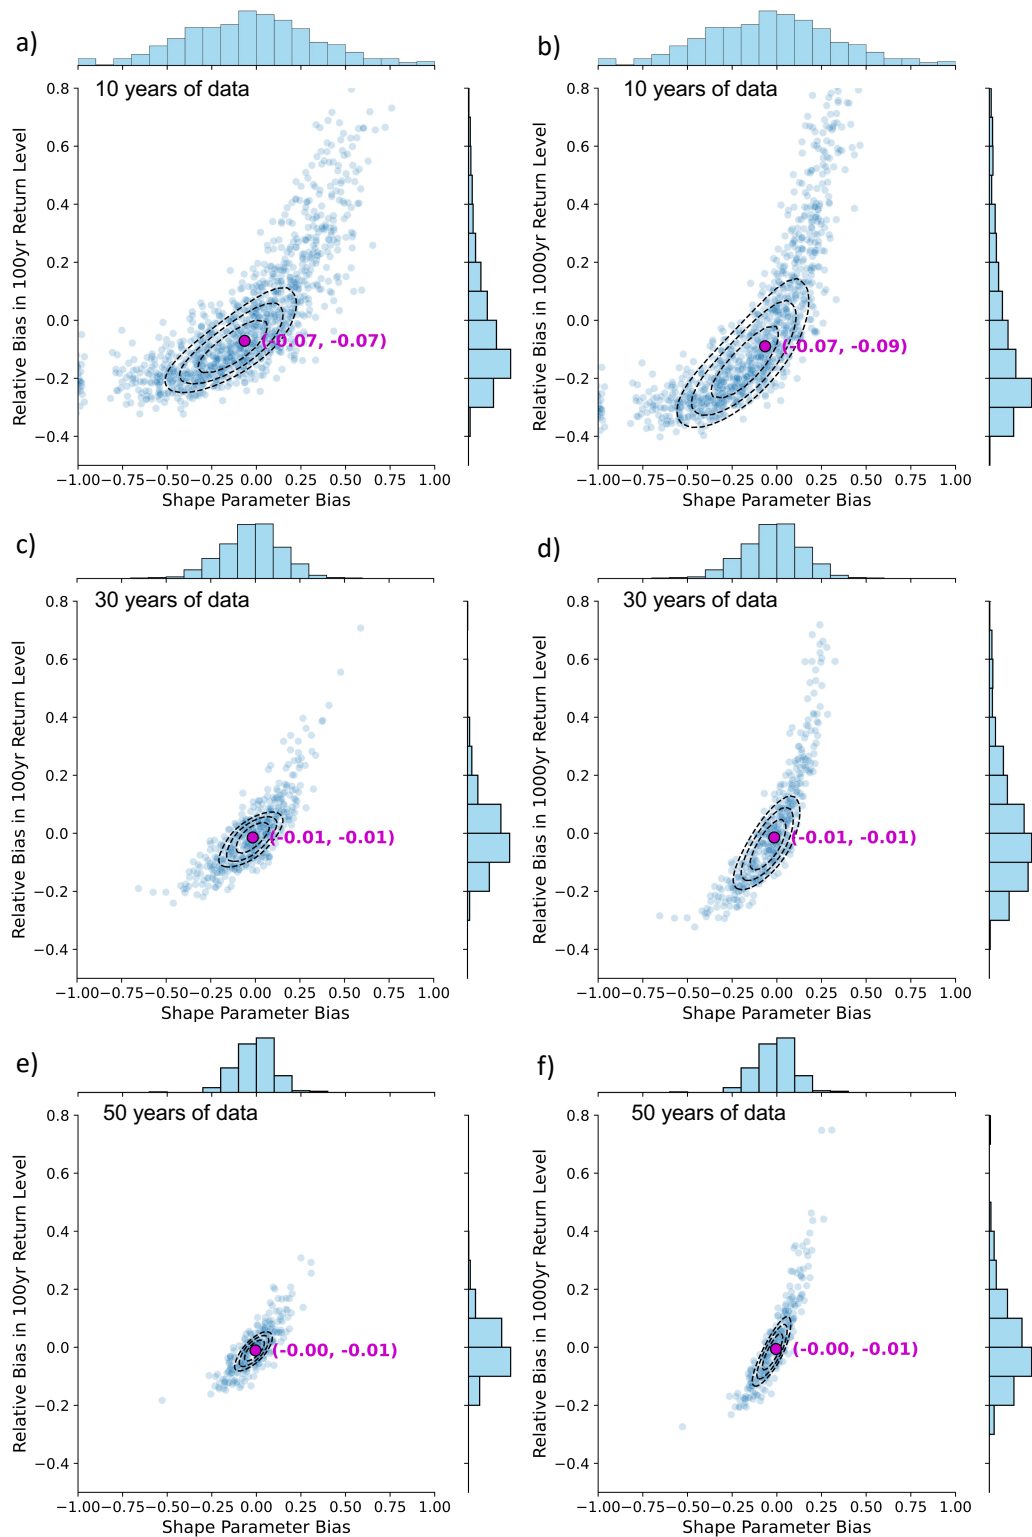 a)
b)
10 years of data
10 years of data
0.8
0.6
0.4
0.2
0.0
−0.2
−0.4
Relative Bias in 100yr Return Level
(-0.07, -0.07)
−1.00 −0.75 −0.50 −0.25 0.00 0.25 0.50 0.75 1.00
Shape Parameter Bias
0.8
0.6
0.4
0.2
0.0
−0.2
−0.4
Relative Bias in 1000yr Return Level
(-0.07, -0.09)
−1.00 −0.75 −0.50 −0.25 0.00 0.25 0.50 0.75 1.00
Shape Parameter Bias
c)
d)
30 years of data
30 years of data
0.8
0.6
0.4
0.2
0.0
−0.2
−0.4
Relative Bias in 100yr Return Level
(-0.01, -0.01)
−1.00 −0.75 −0.50 −0.25 0.00 0.25 0.50 0.75 1.00
Shape Parameter Bias
0.8
0.6
0.4
0.2
0.0
−0.2
−0.4
Relative Bias in 1000yr Return Level
(-0.01, -0.01)
−1.00 −0.75 −0.50 −0.25 0.00 0.25 0.50 0.75 1.00
Shape Parameter Bias
e)
f)
50 years of data
50 years of data
0.8
0.6
0.4
0.2
0.0
−0.2
−0.4
Relative Bias in 100yr Return Level
(-0.00, -0.01)
−1.00 −0.75 −0.50 −0.25 0.00 0.25 0.50 0.75 1.00
Shape Parameter Bias
0.8
0.6
0.4
0.2
0.0
−0.2
−0.4
Relative Bias in 1000yr Return Level
(-0.00, -0.01)
−1.00 −0.75 −0.50 −0.25 0.00 0.25 0.50 0.75 1.00
Shape Parameter Bias